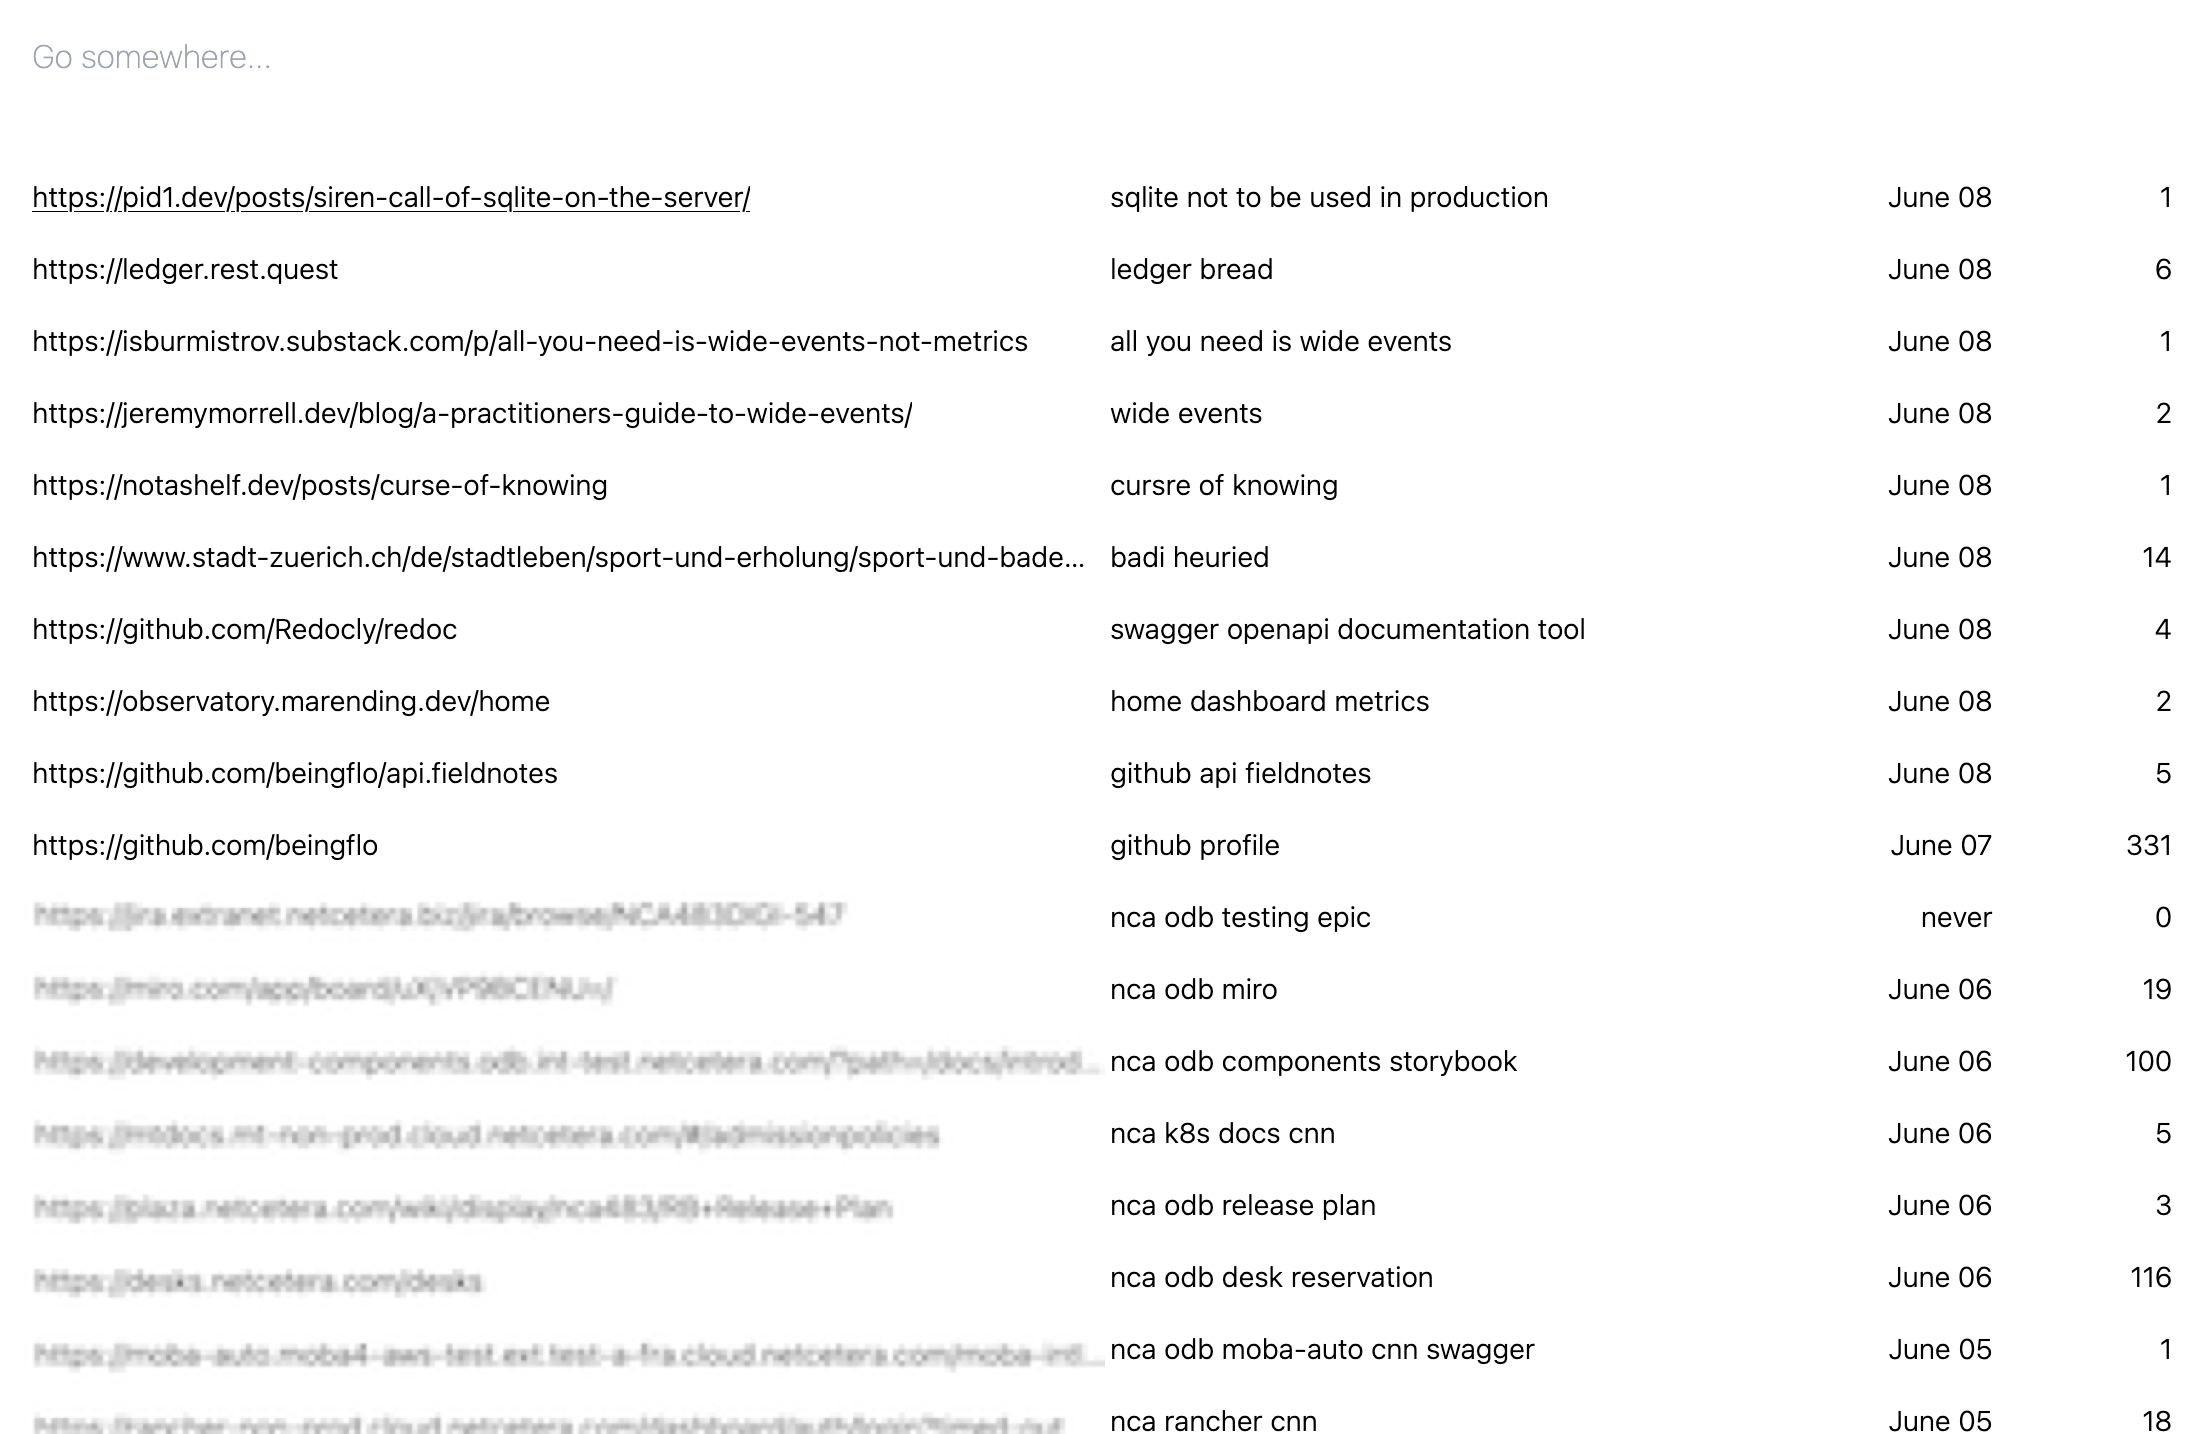 Go somewhere...
https://pid1.dev/posts/siren-call-of-sqlite-on-the-server/ sqlite not to be used in production June 08 1
https://ledger.rest.quest ledger bread June 08 6
https://isburmistrov.substack.com/p/all-you-need-is-wide-events-not-metrics all you need is wide events June 08 1
https://jeremymorrell.dev/blog/a-practitioners-guide-to-wide-events/ wide events June 08 2
https://notashelf.dev/posts/curse-of-knowing cursre of knowing June 08 1
https://www.stadt-zuerich.ch/de/stadtleben/sport-und-erholung/sport-und-bade... badi heuried June 08 14
https://github.com/Redocly/redoc swagger openapi documentation tool June 08 4
https://observatory.marending.dev/home home dashboard metrics June 08 2
https://github.com/beingflo/api.fieldnotes github api fieldnotes June 08 5
https://github.com/beingflo github profile June 07 331
nca odb testing epic never 0
nca odb miro June 06 19
nca odb components storybook June 06 100
nca k8s docs cnn June 06 5
nca odb release plan June 06 3
nca odb desk reservation June 06 116
nca odb moba-auto cnn swagger June 05 1
nca rancher cnn June 05 18